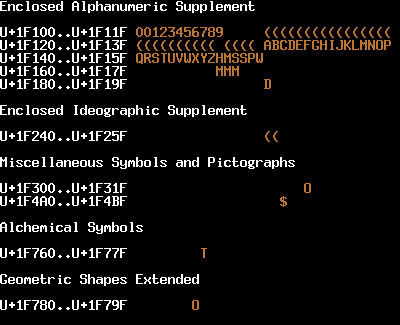 Enclosed Alphanumeric Supplement
U+1F100..U+1F11F OO123456789 ((((((((((((((((
U+1F120..U+1F13F (((((((((( (((( ABCDEFGHIJKLMNOP
U+1F140..U+1F15F QRSTUVWXYZHMSSPW
U+1F160..U+1F17F MMM
U+1F180..U+1F19F D
Enclosed Ideographic Supplement
U+1F240..U+1F25F ((
Miscellaneous Symbols and Pictographs
U+1F300..U+1F31F O
U+1F4A0..U+1F4BF $
Alchemical Symbols
U+1F760..U+1F77F T
Geometric Shapes Extended
U+1F780..U+1F79F O